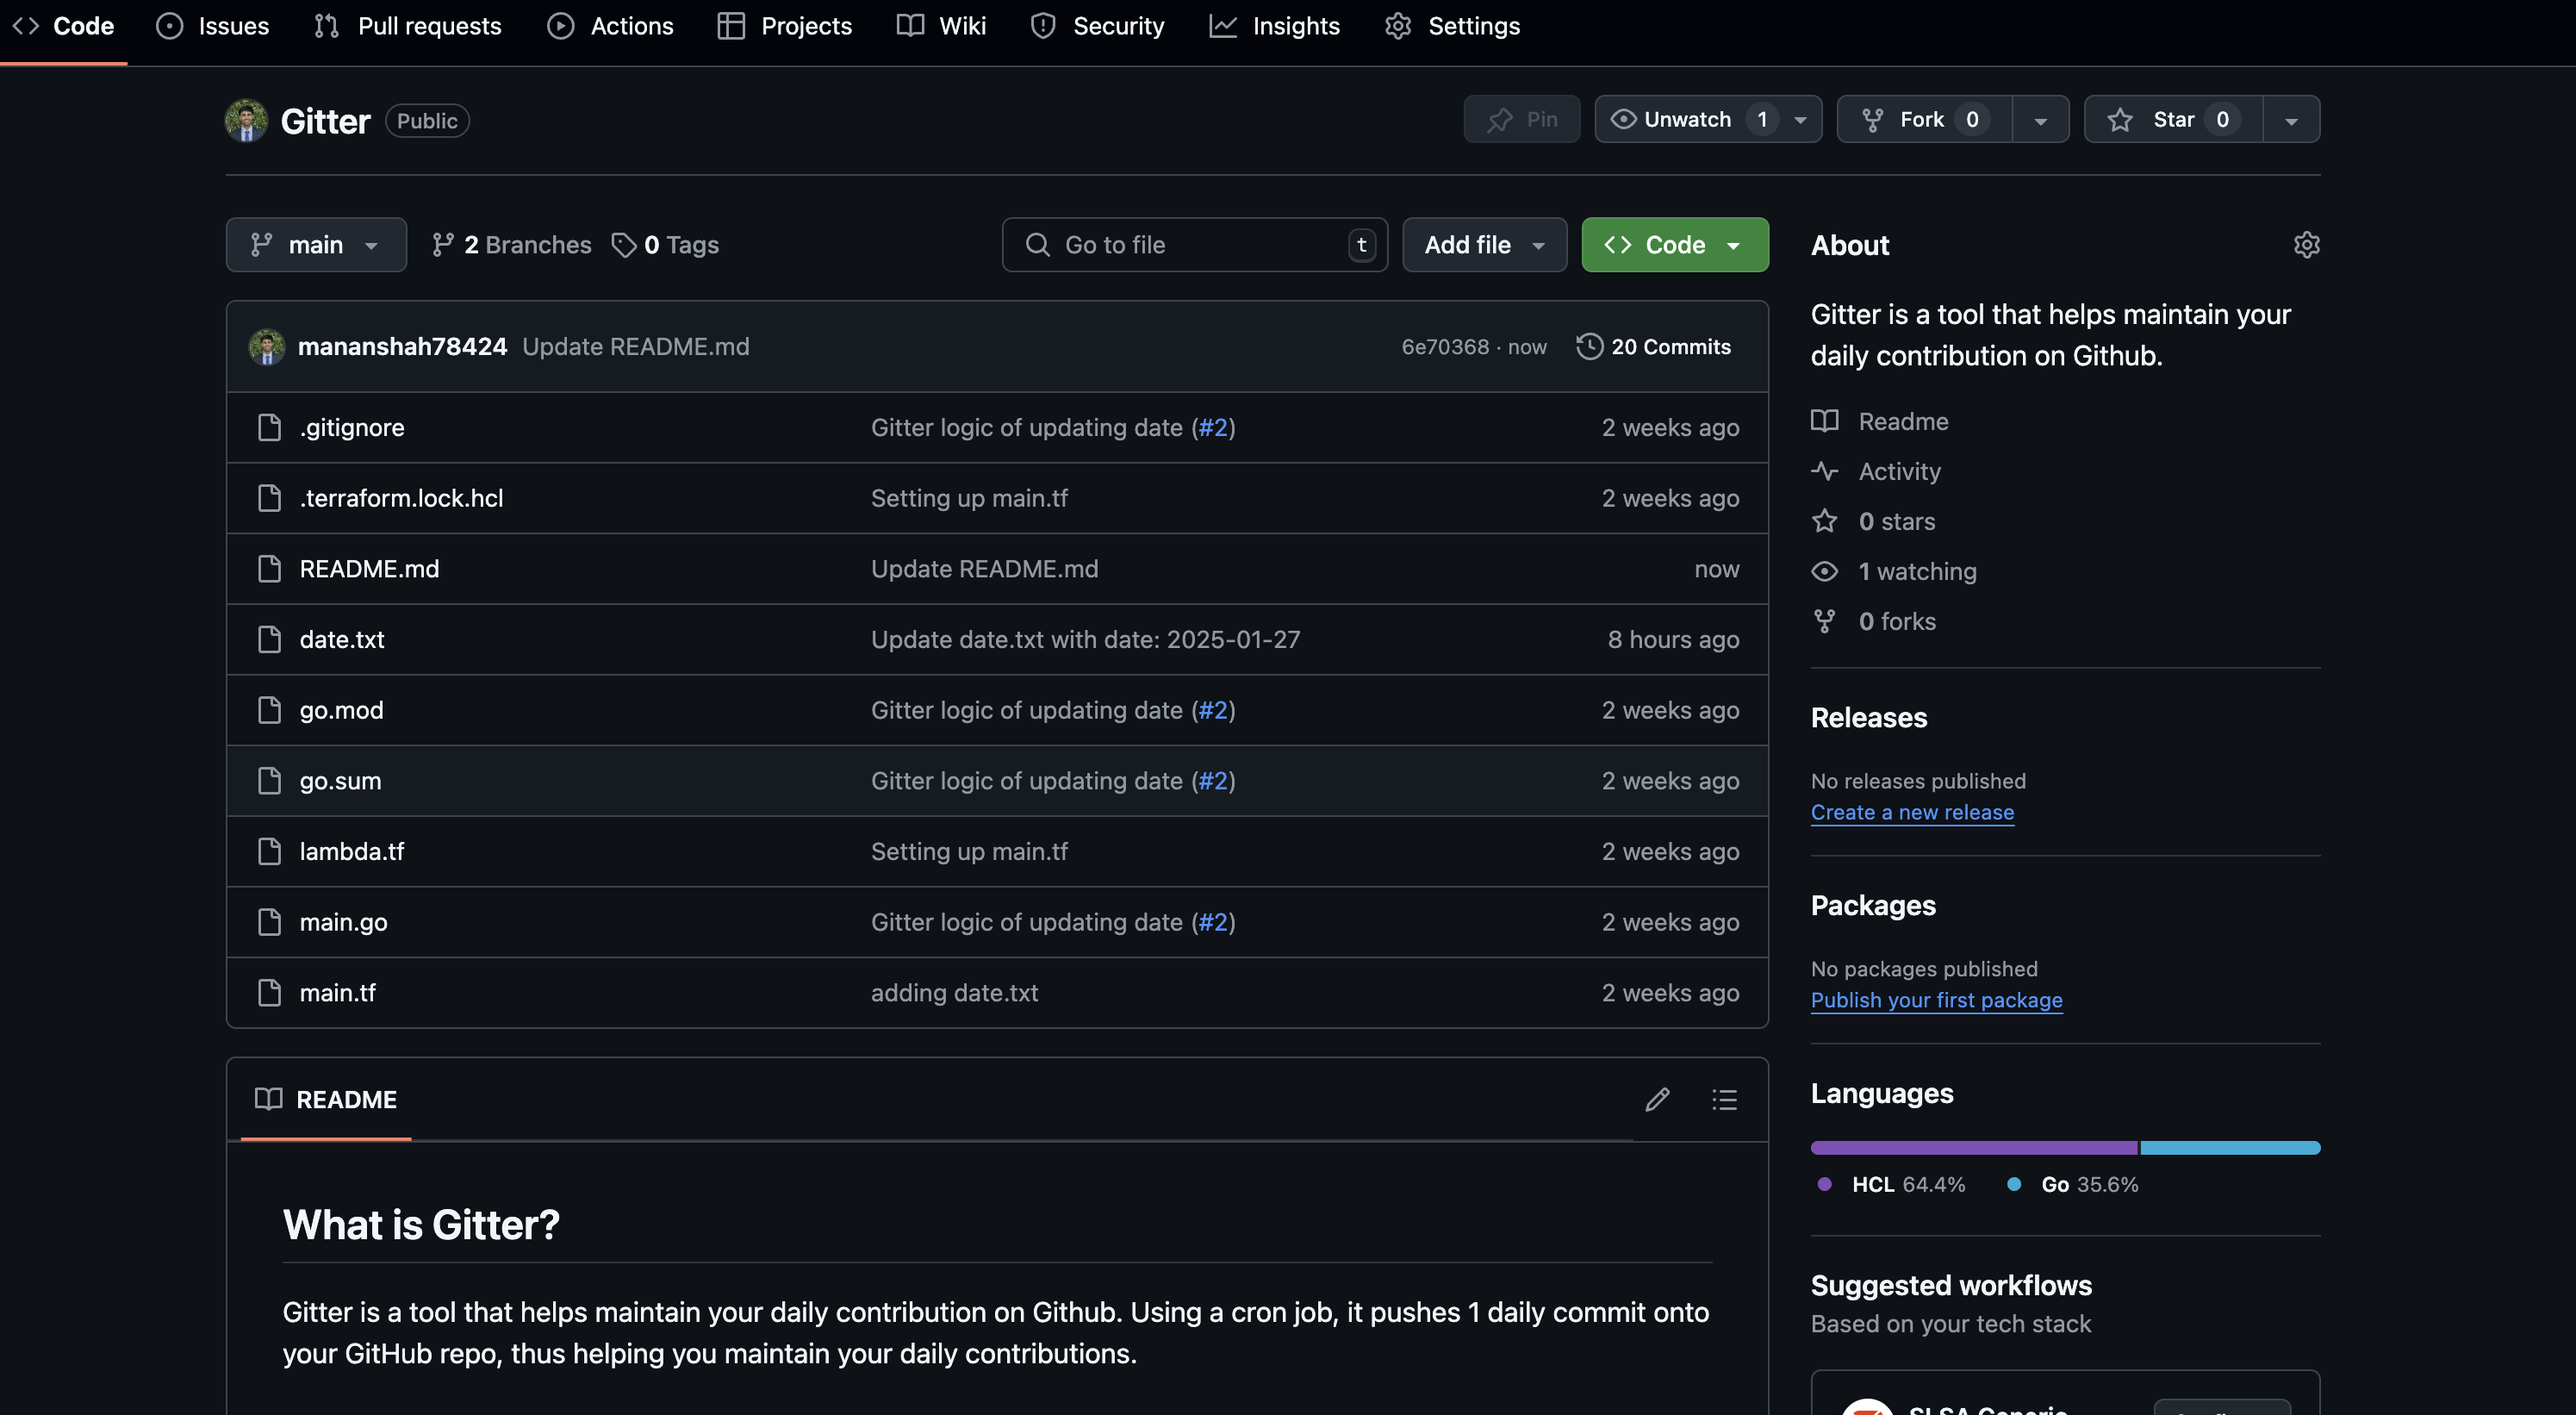 Code Issues Pull requests Actions Projects Wiki Security Insights Settings
Gitter Public
Pin Unwatch 1 Fork 0 Star 0
main 2 Branches 0 Tags Go to file t Add file Code
mananshah78424 Update README.md 6e70368 · now 20 Commits
.gitignore Gitter logic of updating date (#2) 2 weeks ago
.terraform.lock.hcl Setting up main.tf 2 weeks ago
README.md Update README.md now
date.txt Update date.txt with date: 2025-01-27 8 hours ago
go.mod Gitter logic of updating date (#2) 2 weeks ago
go.sum Gitter logic of updating date (#2) 2 weeks ago
lambda.tf Setting up main.tf 2 weeks ago
main.go Gitter logic of updating date (#2) 2 weeks ago
main.tf adding date.txt 2 weeks ago
README
What is Gitter?
Gitter is a tool that helps maintain your daily contribution on Github. Using a cron job, it pushes 1 daily commit onto
your GitHub repo, thus helping you maintain your daily contributions.
About
Gitter is a tool that helps maintain your
daily contribution on Github.
Readme
Activity
0 stars
1 watching
0 forks
Releases
No releases published
Create a new release
Packages
No packages published
Publish your first package
Languages
HCL 64.4% Go 35.6%
Suggested workflows
Based on your tech stack
SLSA Generic